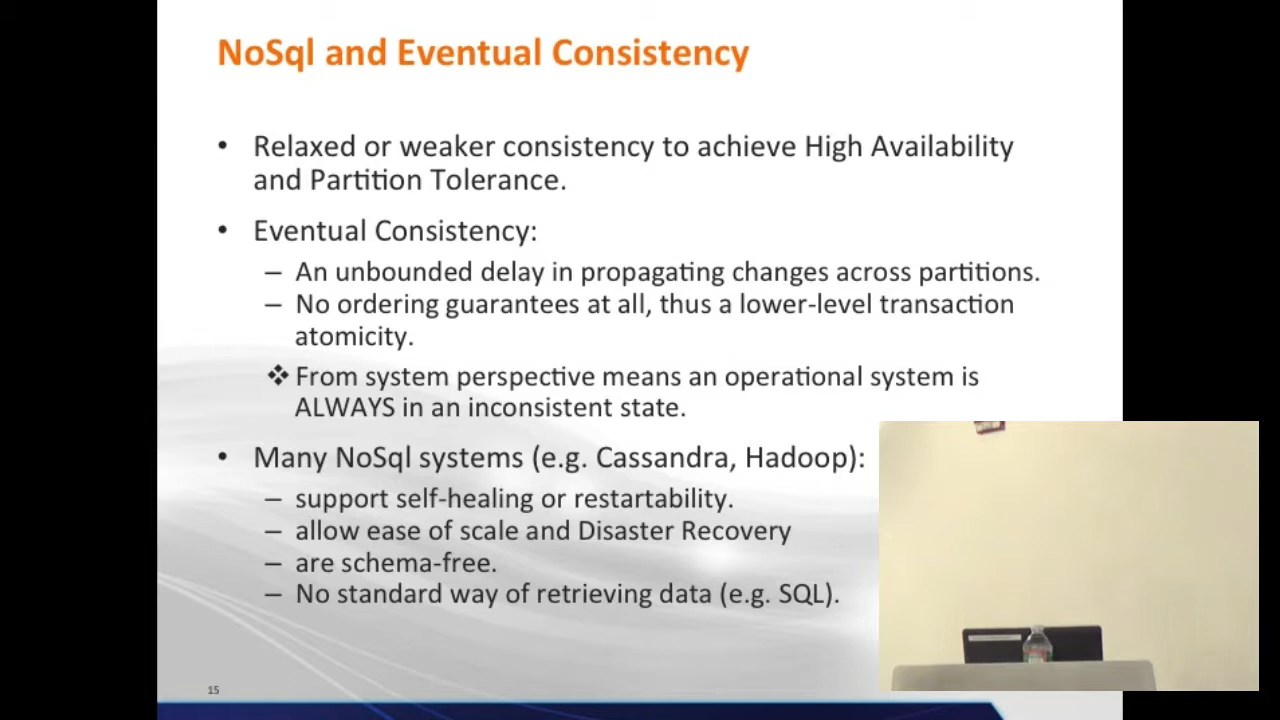 NoSql and Eventual Consistency
• Relaxed or weaker consistency to achieve High Availability
and Partition Tolerance.
• Eventual Consistency:
– An unbounded delay in propagating changes across partitions.
– No ordering guarantees at all, thus a lower-level transaction
atomicity.
❖ From system perspective means an operational system is
ALWAYS in an inconsistent state.
• Many NoSql systems (e.g. Cassandra, Hadoop):
– support self-healing or restartability.
– allow ease of scale and Disaster Recovery
– are schema-free.
– No standard way of retrieving data (e.g. SQL).
15